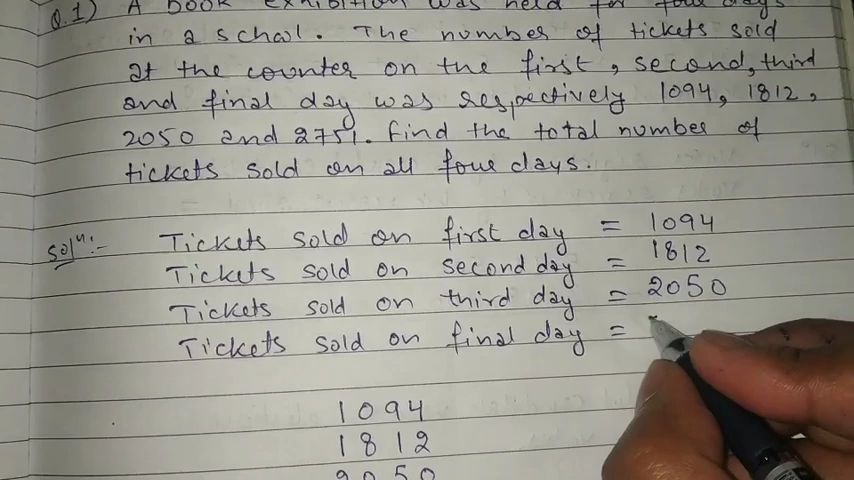 Q.1) A book exhibition was held for four days
in a school. The number of tickets sold
at the counter on the first, second, third
and final day was respectively 1094, 1812,
2050 and 2751. Find the total number of
tickets sold on all four days.
Solⁿ:- Tickets sold on first day = 1094
Tickets sold on second day = 1812
Tickets sold on third day = 2050
Tickets sold on final day =
1094
1812
2050